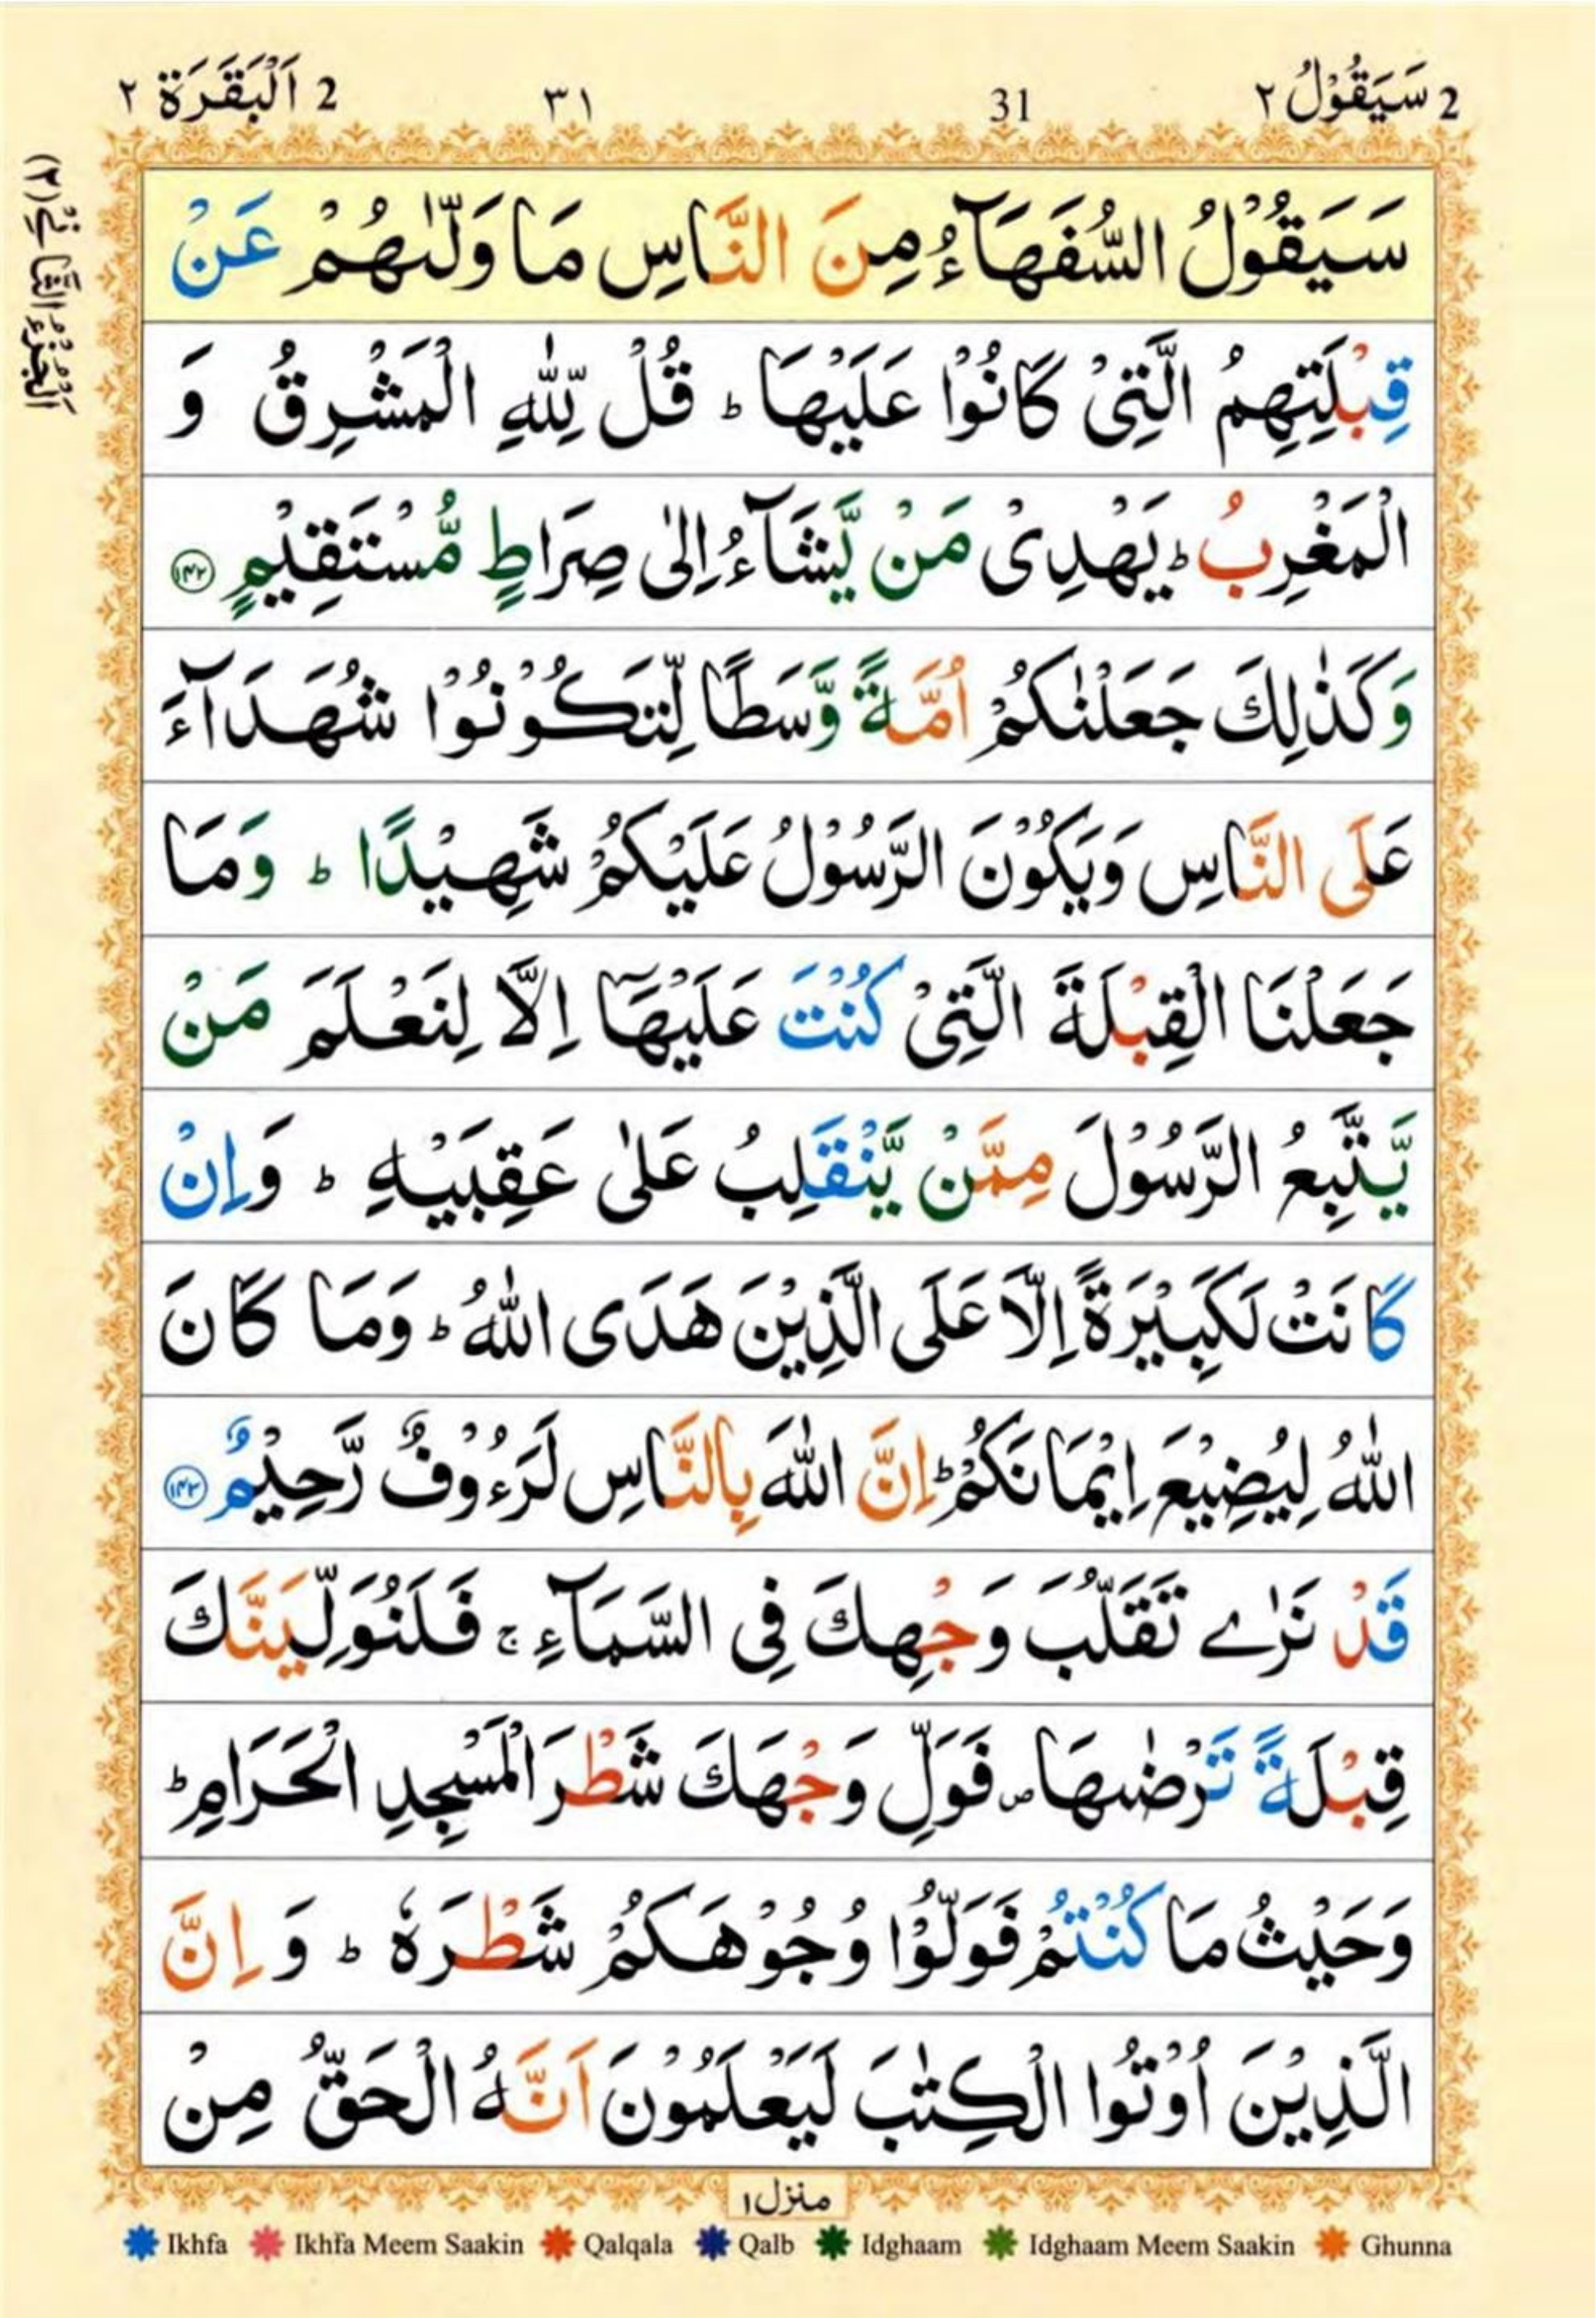 2 سَيَقُوْلُ ٢ 31 ٣١ 2 اَلْبَقَرَة ٢
اَلْجُزْءُ الثَّانِيْ (٢)
سَيَقُوْلُ السُّفَهَآءُ مِنَ النَّاسِ مَا وَلّٰىهُمْ عَنْ
قِبْلَتِهِمُ الَّتِىْ كَانُوْا عَلَيْهَا ؕ قُلْ لِّلّٰهِ الْمَشْرِقُ وَ
الْمَغْرِبُ ؕ يَهْدِىْ مَنْ يَّشَآءُ اِلٰى صِرَاطٍ مُّسْتَقِيْمٍ ۝۱۴۲
وَكَذٰلِكَ جَعَلْنٰكُمْ اُمَّةً وَّسَطًا لِّتَكُوْنُوْا شُهَدَآءَ
عَلَى النَّاسِ وَيَكُوْنَ الرَّسُوْلُ عَلَيْكُمْ شَهِيْدًا ؕ وَمَا
جَعَلْنَا الْقِبْلَةَ الَّتِىْ كُنْتَ عَلَيْهَآ اِلَّا لِنَعْلَمَ مَنْ
يَّتَّبِعُ الرَّسُوْلَ مِمَّنْ يَّنْقَلِبُ عَلٰى عَقِبَيْهِ ؕ وَاِنْ
كَانَتْ لَكَبِيْرَةً اِلَّا عَلَى الَّذِيْنَ هَدَى اللّٰهُ ؕ وَمَا كَانَ
اللّٰهُ لِيُضِيْعَ اِيْمَانَكُمْ ؕ اِنَّ اللّٰهَ بِالنَّاسِ لَرَءُوْفٌ رَّحِيْمٌ ۝۱۴۳
قَدْ نَرٰى تَقَلُّبَ وَجْهِكَ فِى السَّمَآءِ ۚ فَلَنُوَلِّيَنَّكَ
قِبْلَةً تَرْضٰىهَا ۪ فَوَلِّ وَجْهَكَ شَطْرَ الْمَسْجِدِ الْحَرَامِ ؕ
وَحَيْثُ مَا كُنْتُمْ فَوَلُّوْا وُجُوْهَكُمْ شَطْرَهٗ ؕ وَ اِنَّ
الَّذِيْنَ اُوْتُوا الْكِتٰبَ لَيَعْلَمُوْنَ اَنَّهُ الْحَقُّ مِنْ
منزل ۱
Ikhfa Ikhfa Meem Saakin Qalqala Qalb Idghaam Idghaam Meem Saakin Ghunna